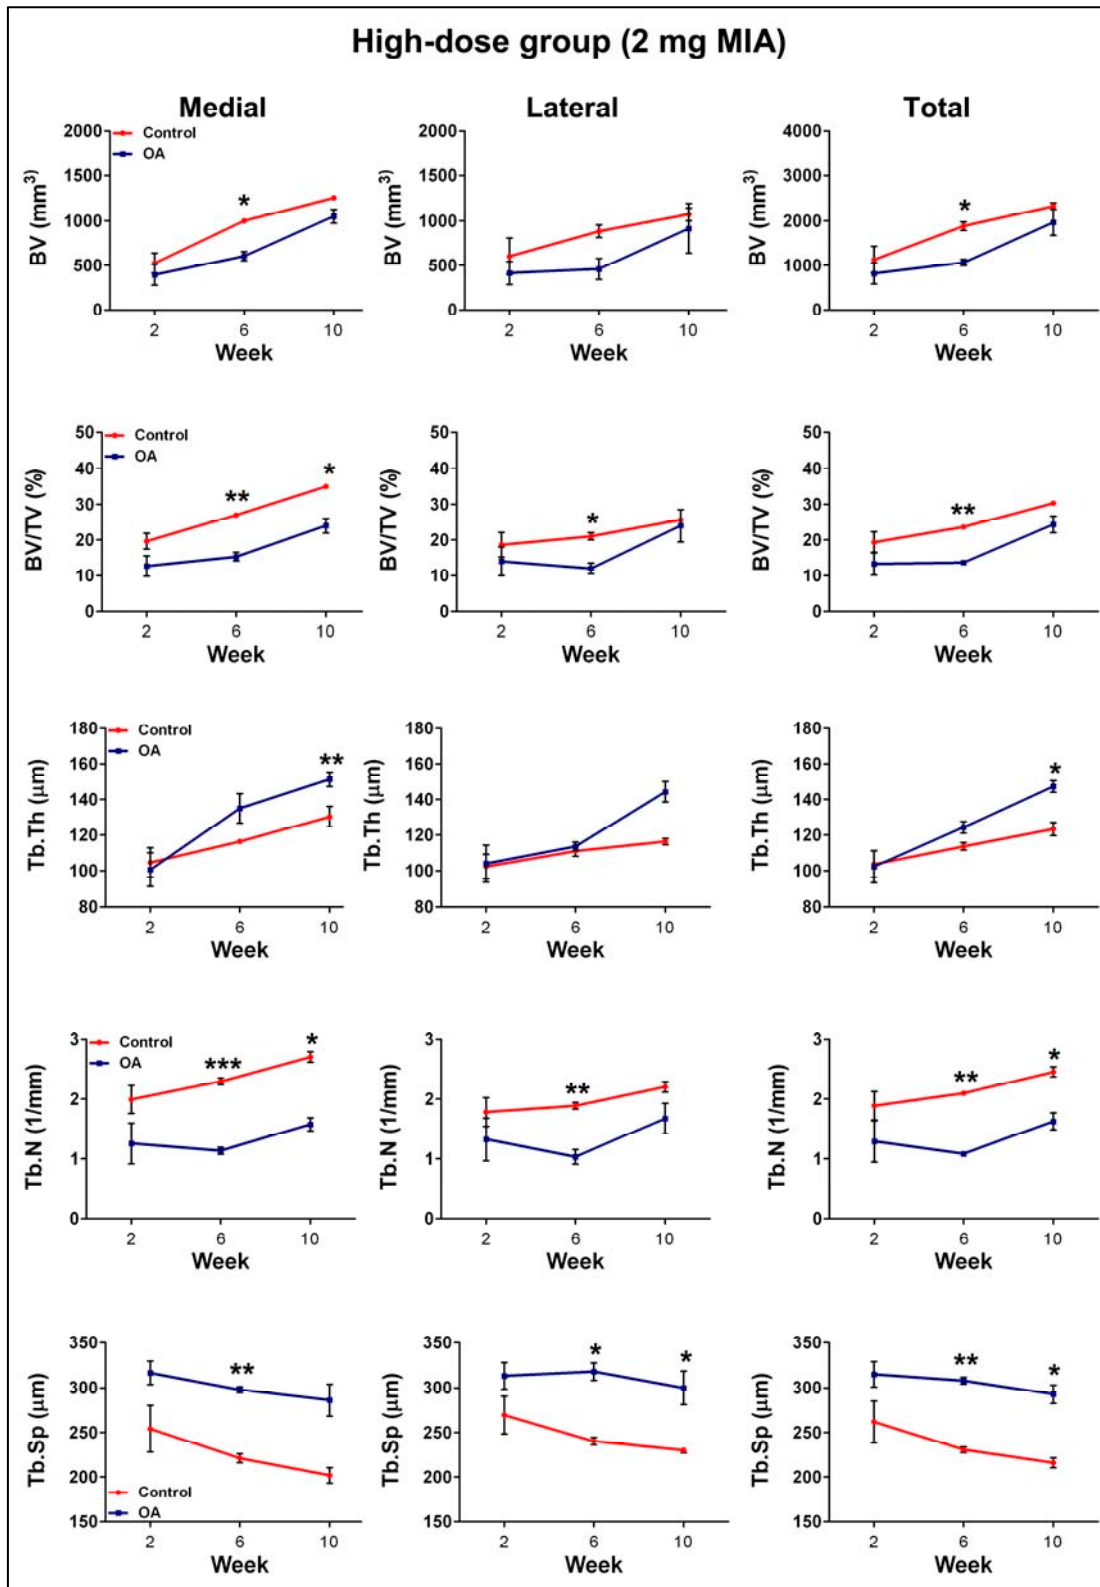 High-dose group (2 mg MIA)
Medial Lateral Total
Control
OA
BV (mm³)
2000
1500
1000
500
0
*
2 6 10
Week
BV (mm³)
2000
1500
1000
500
0
2 6 10
Week
BV (mm³)
4000
3000
2000
1000
0
*
2 6 10
Week
Control
OA
BV/TV (%)
50
40
30
20
10
0
** *
2 6 10
Week
BV/TV (%)
50
40
30
20
10
0
*
2 6 10
Week
BV/TV (%)
50
40
30
20
10
0
**
2 6 10
Week
Control
OA
Tb.Th (μm)
180
160
140
120
100
80
**
2 6 10
Week
Tb.Th (μm)
180
160
140
120
100
80
2 6 10
Week
Tb.Th (μm)
180
160
140
120
100
80
*
2 6 10
Week
Control
OA
Tb.N (1/mm)
3
2
1
0
*** *
2 6 10
Week
Tb.N (1/mm)
3
2
1
0
**
2 6 10
Week
Tb.N (1/mm)
3
2
1
0
** *
2 6 10
Week
Tb.Sp (μm)
350
300
250
200
150
**
Control
OA
2 6 10
Week
Tb.Sp (μm)
350
300
250
200
150
* *
2 6 10
Week
Tb.Sp (μm)
350
300
250
200
150
** *
2 6 10
Week